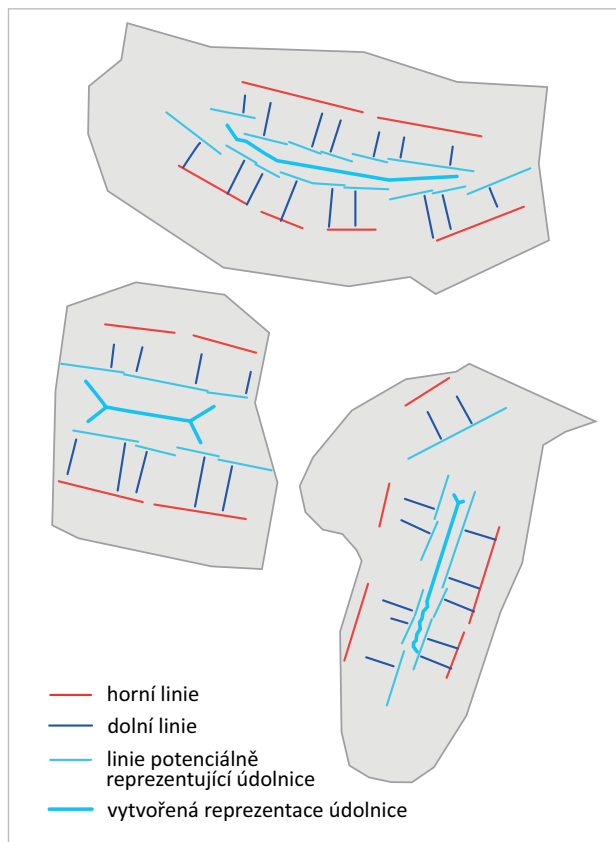 horní linie
dolní linie
linie potenciálně
reprezentující údolnice
vytvořená reprezentace údolnice